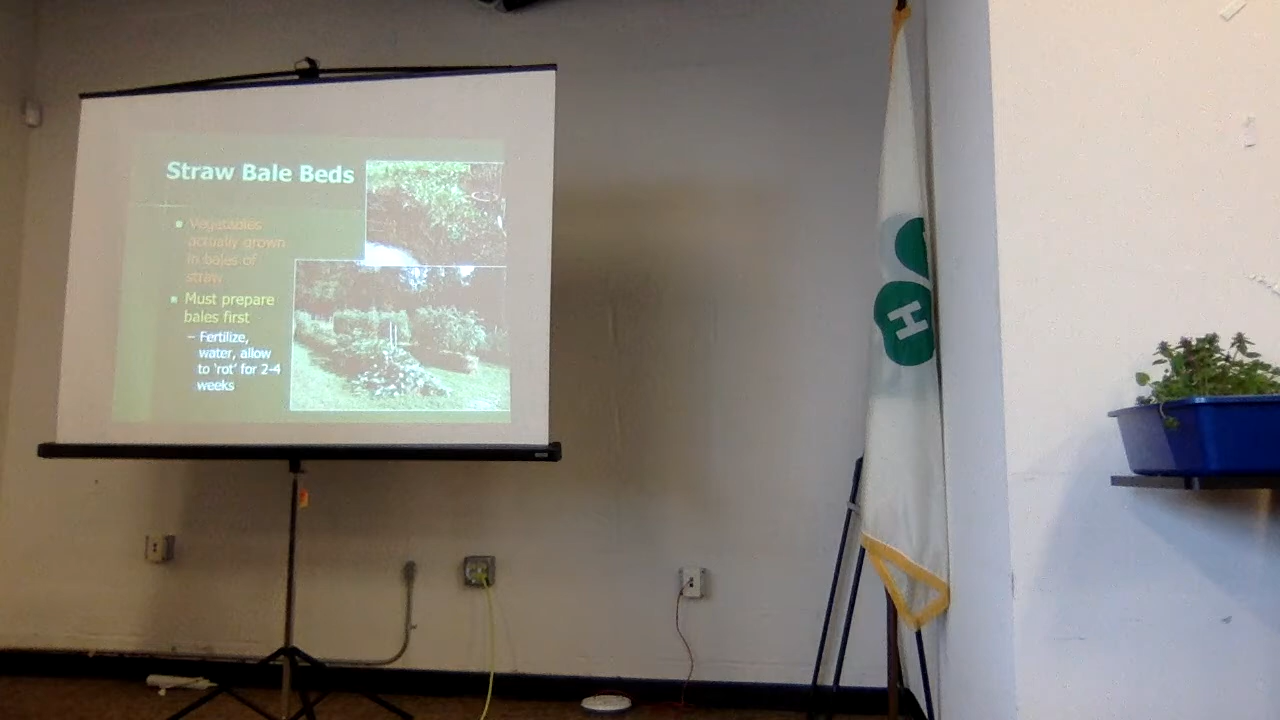 Straw Bale Beds
Vegetables
actually grown
in bales of
straw
Must prepare
bales first
– Fertilize,
water, allow
to 'rot' for 2-4
weeks
H